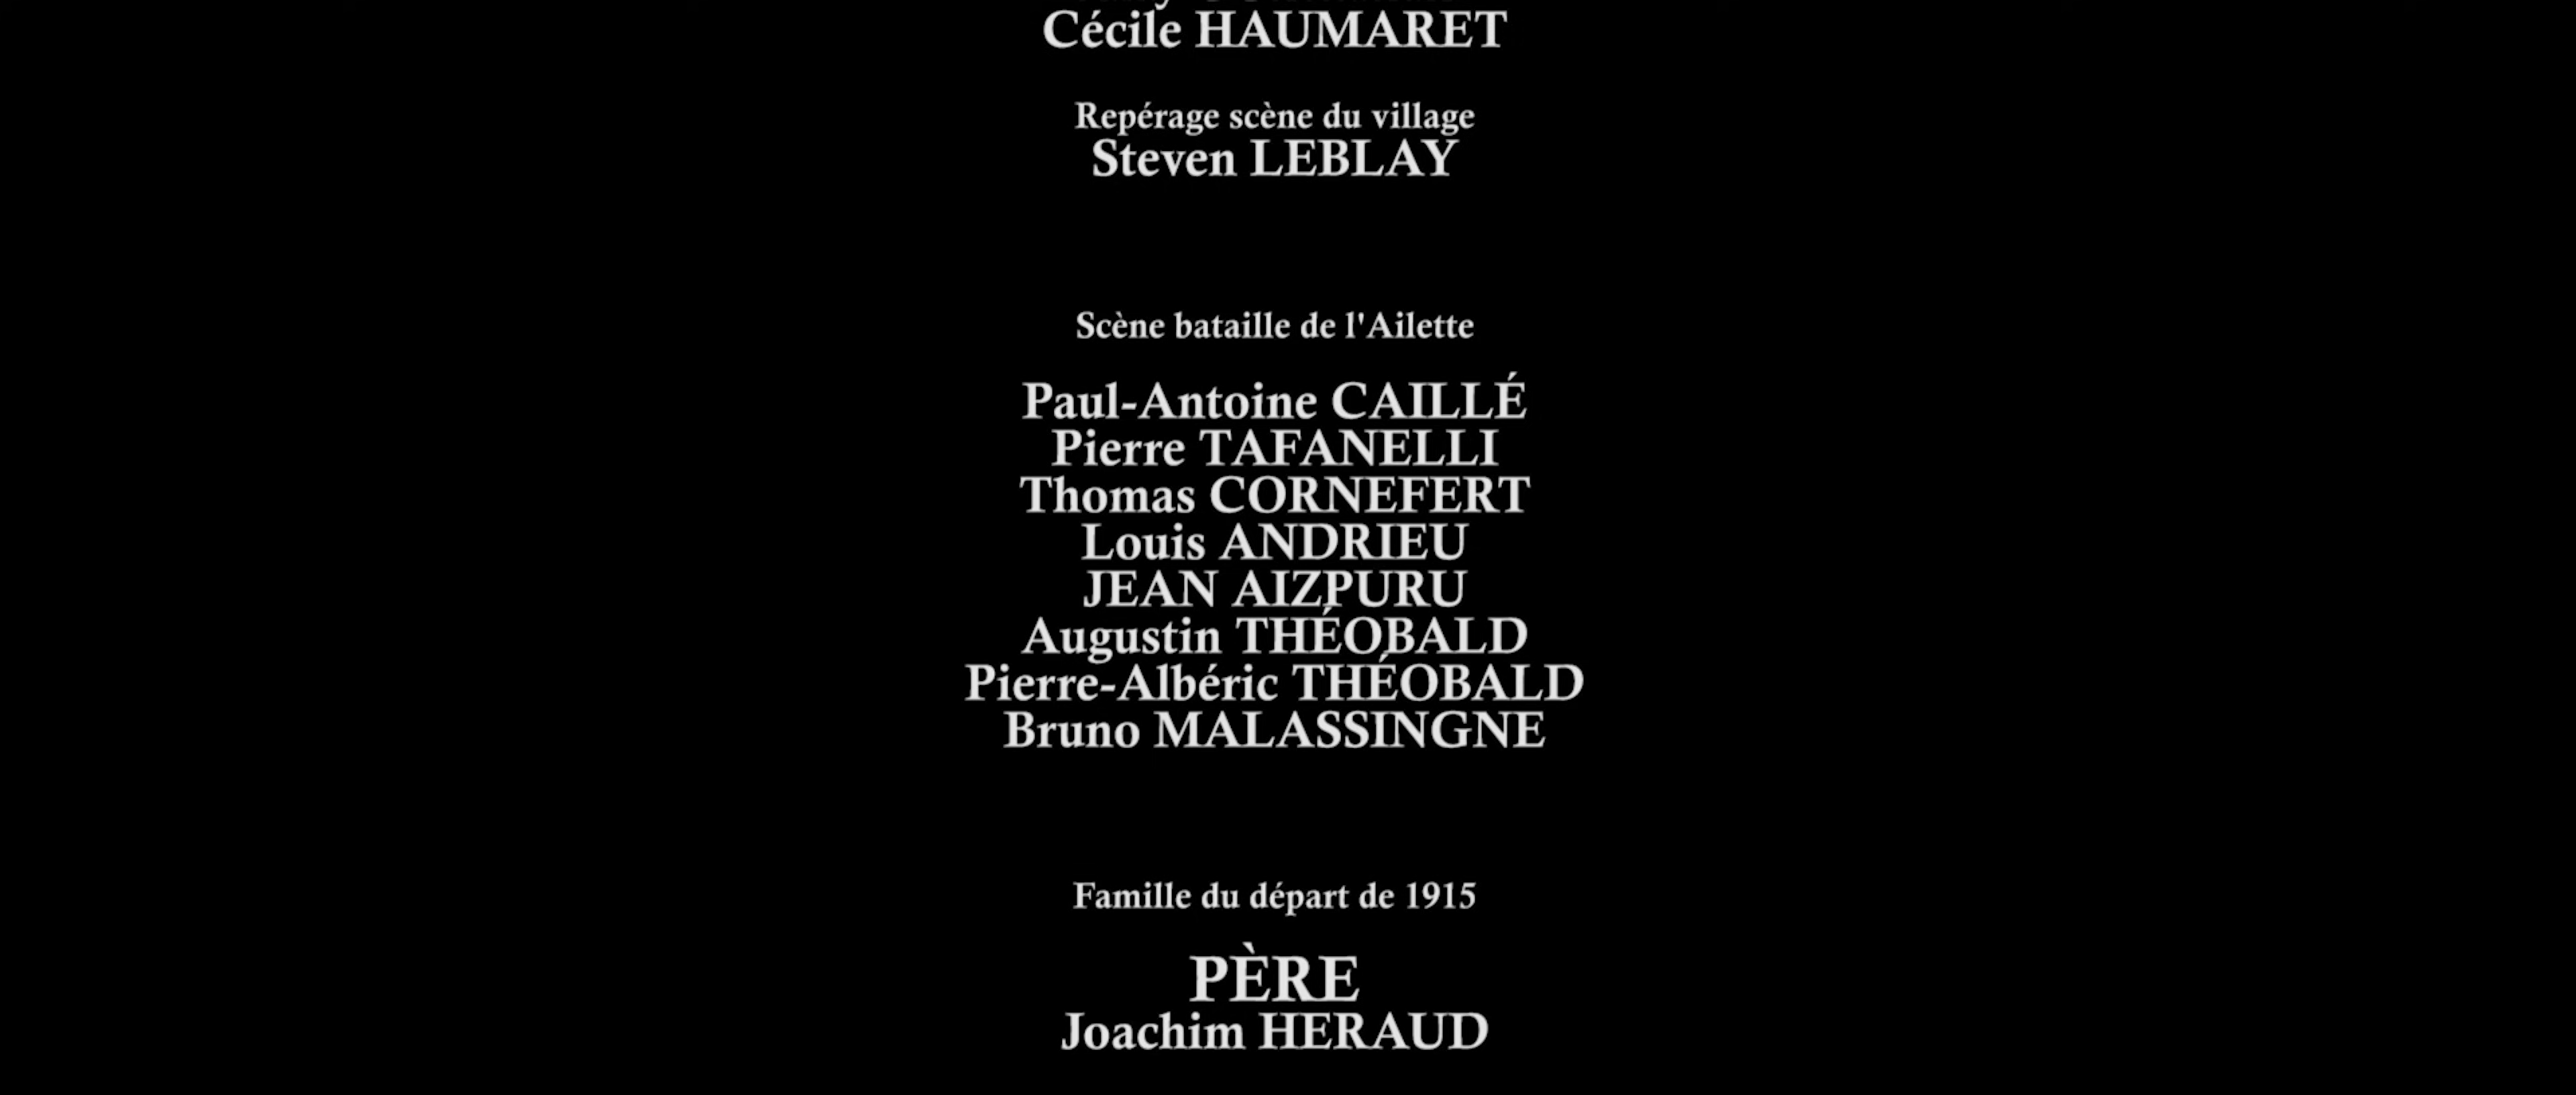 Cécile HAUMARET
Repérage scène du village
Steven LEBLAY
Scène bataille de l'Ailette
Paul-Antoine CAILLÉ
Pierre TAFANELLI
Thomas CORNEFERT
Louis ANDRIEU
JEAN AIZPURU
Augustin THÉOBALD
Pierre-Albéric THÉOBALD
Bruno MALASSINGNE
Famille du départ de 1915
PÈRE
Joachim HERAUD